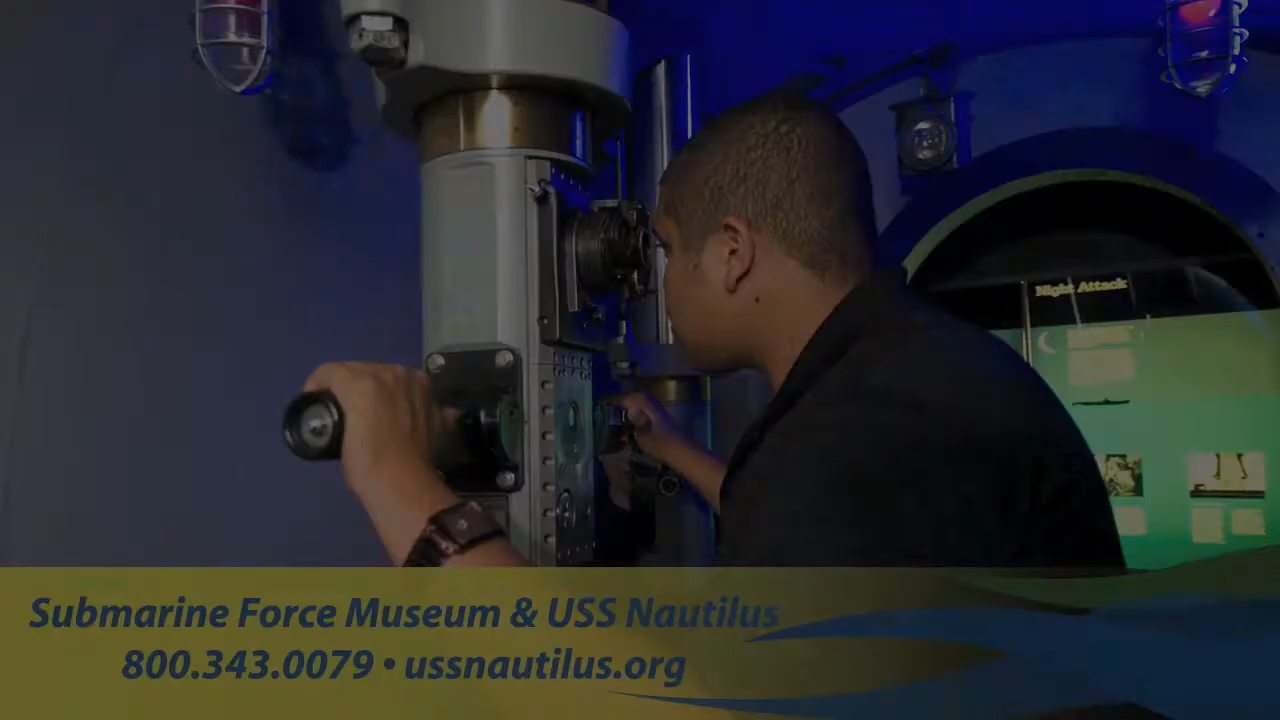 Night Attack
Submarine Force Museum & USS Nautilus
800.343.0079 • ussnautilus.org